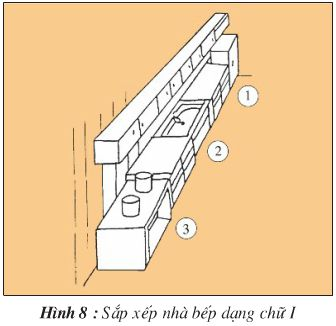 1
2
3
Hình 8 : Sắp xếp nhà bếp dạng chữ I